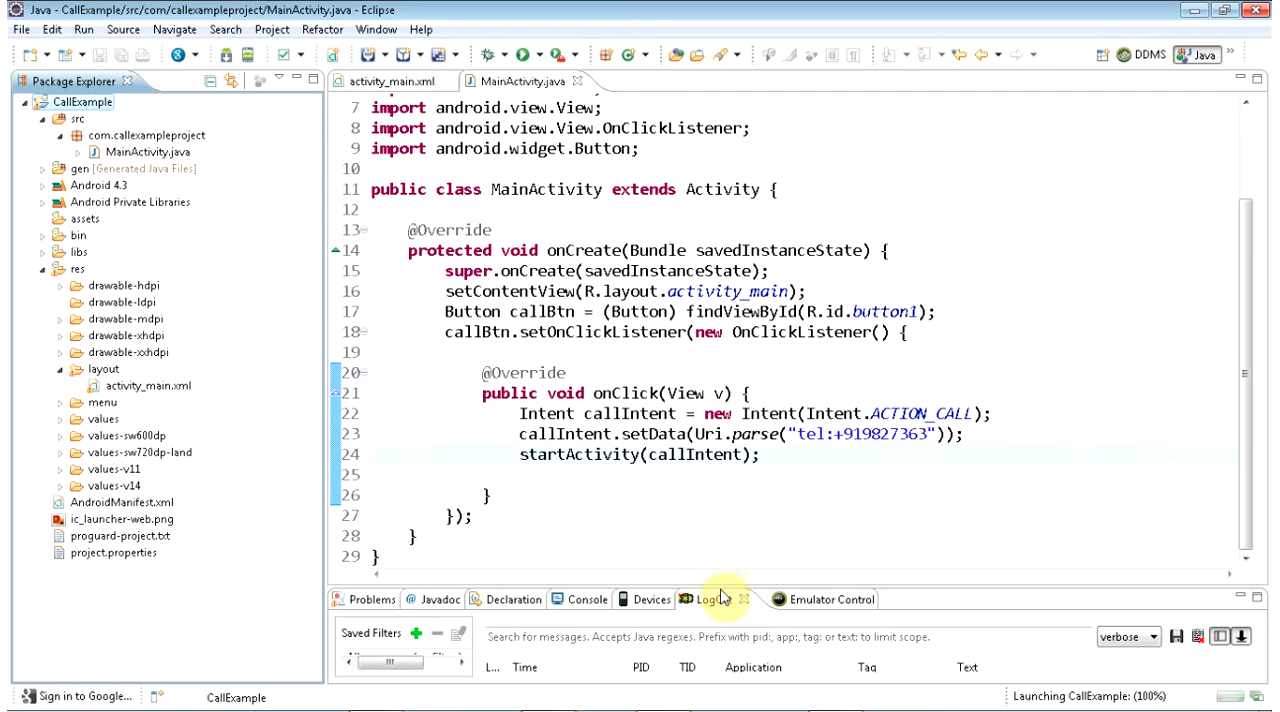 Java - CallExample/src/com/callexampleproject/MainActivity.java - Eclipse
File Edit Run Source Navigate Search Project Refactor Window Help
DDMS Java
Package Explorer
activity_main.xml MainActivity.java
CallExample
src
com.callexampleproject
MainActivity.java
gen [Generated Java Files]
Android 4.3
Android Private Libraries
assets
bin
libs
res
drawable-hdpi
drawable-ldpi
drawable-mdpi
drawable-xhdpi
drawable-xxhdpi
layout
activity_main.xml
menu
values
values-sw600dp
values-sw720dp-land
values-v11
values-v14
AndroidManifest.xml
ic_launcher-web.png
proguard-project.txt
project.properties
7 import android.view.View;
8 import android.view.View.OnClickListener;
9 import android.widget.Button;
10
11 public class MainActivity extends Activity {
12
13 @Override
14 protected void onCreate(Bundle savedInstanceState) {
15 super.onCreate(savedInstanceState);
16 setContentView(R.layout.activity_main);
17 Button callBtn = (Button) findViewById(R.id.button1);
18 callBtn.setOnClickListener(new OnClickListener() {
19
20 @Override
21 public void onClick(View v) {
22 Intent callIntent = new Intent(Intent.ACTION_CALL);
23 callIntent.setData(Uri.parse("tel:+919827363"));
24 startActivity(callIntent);
25
26 }
27 });
28 }
29 }
Problems @ Javadoc Declaration Console Devices Emulator Control
Saved Filters
Search for messages. Accepts Java regexes. Prefix with pid:, app:, tag: or text: to limit scope.
verbose
L... Time PID TID Application Tag Text
Sign in to Google... CallExample Launching CallExample: (100%)